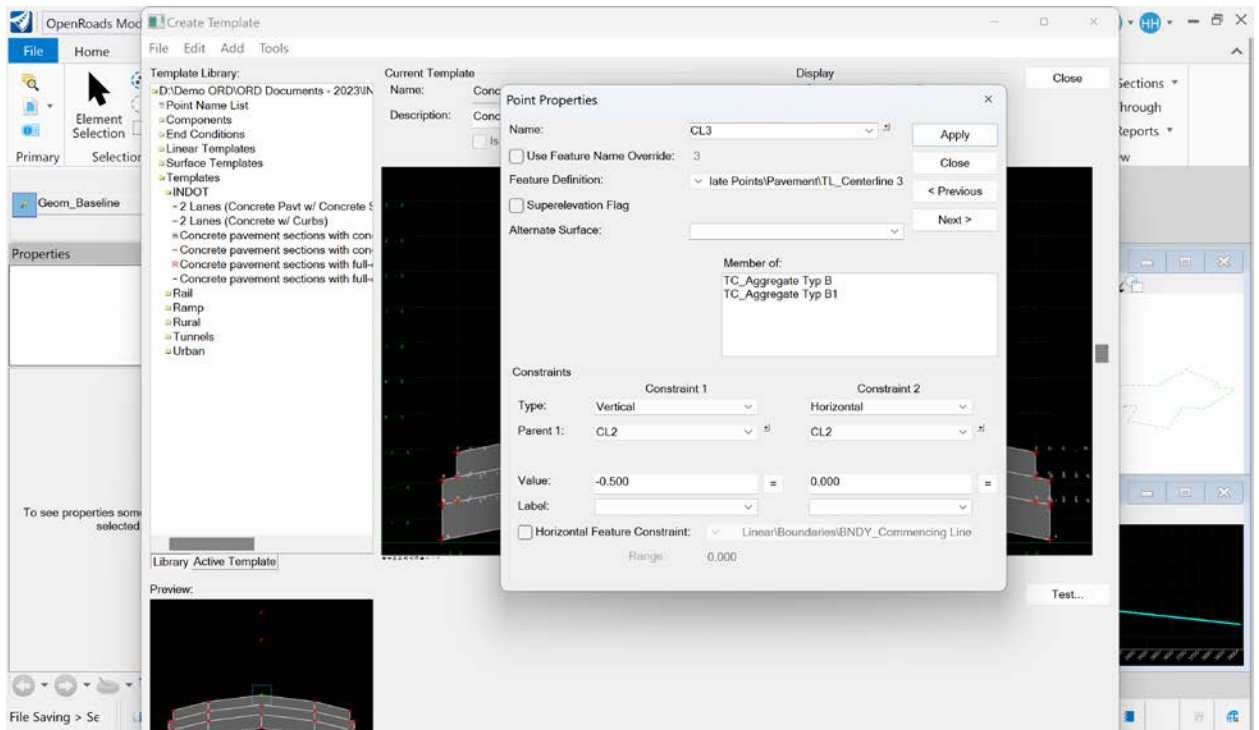 OpenRoads Mod
Create Template
HH
File
Home
File Edit Add Tools
Template Library:
D:\Demo ORD\ORD Documents - 2023\IN
Point Name List
Components
End Conditions
Linear Templates
Surface Templates
Templates
INDOT
2 Lanes (Concrete Pavt w/ Concrete S
2 Lanes (Concrete w/ Curbs)
Concrete pavement sections with con
Concrete pavement sections with con
Concrete pavement sections with full-
Concrete pavement sections with full-
Rail
Ramp
Rural
Tunnels
Urban
Library Active Template
Preview:
Current Template
Name: Conc
Description: Conc
Is
Display
Close
Test...
Point Properties
Name: CL3
Use Feature Name Override: 3
Feature Definition: late Points\Pavement\TL_Centerline 3
Superelevation Flag
Alternate Surface:
Apply
Close
< Previous
Next >
Member of:
TC_Aggregate Typ B
TC_Aggregate Typ B1
Constraints
Constraint 1 Constraint 2
Type: Vertical Horizontal
Parent 1: CL2 CL2
Value: -0.500 = 0.000 =
Label:
Horizontal Feature Constraint: Linear\Boundaries\BNDY_Commencing Line
Range: 0.000
Element
Selection
Primary Selection
Geom_Baseline
Properties
To see properties som
selected
File Saving > Se
Sections
hrough
Reports
w